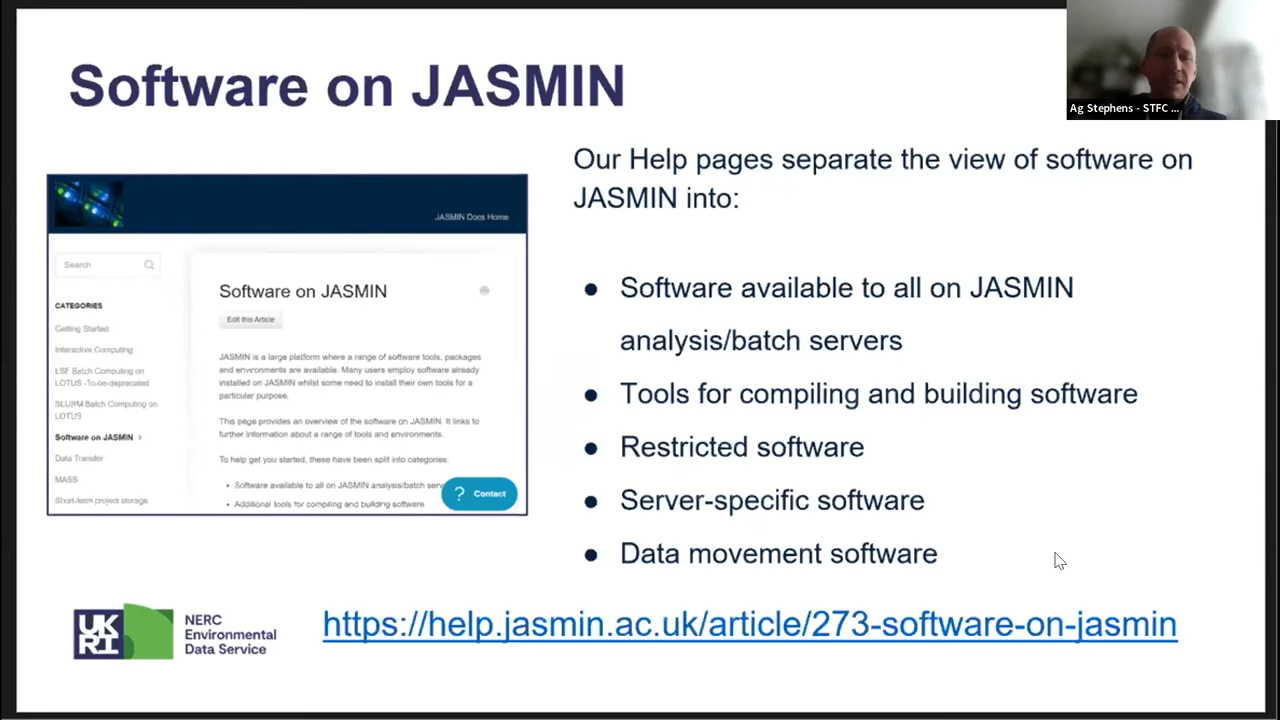 Software on JASMIN
Ag Stephens - STFC ...
Our Help pages separate the view of software on
JASMIN into:
JASMIN Docs Home
Search
CATEGORIES
Getting Started
Interactive Computing
LSF Batch Computing on
LOTUS -To-be-deprecated
SLURM Batch Computing on
LOTUS
Software on JASMIN >
Data Transfer
MASS
Short-term project storage
Software on JASMIN
Edit this Article
JASMIN is a large platform where a range of software tools, packages
and environments are available. Many users employ software already
installed on JASMIN whilst some need to install their own tools for a
particular purpose.
This page provides an overview of the software on JASMIN. It links to
further information about a range of tools and environments.
To help get you started, these have been split into categories:
• Software available to all on JASMIN analysis/batch serv
• Additional tools for compiling and building software
? Contact
● Software available to all on JASMIN
analysis/batch servers
● Tools for compiling and building software
● Restricted software
● Server-specific software
● Data movement software
UK
RI
NERC
Environmental
Data Service
https://help.jasmin.ac.uk/article/273-software-on-jasmin